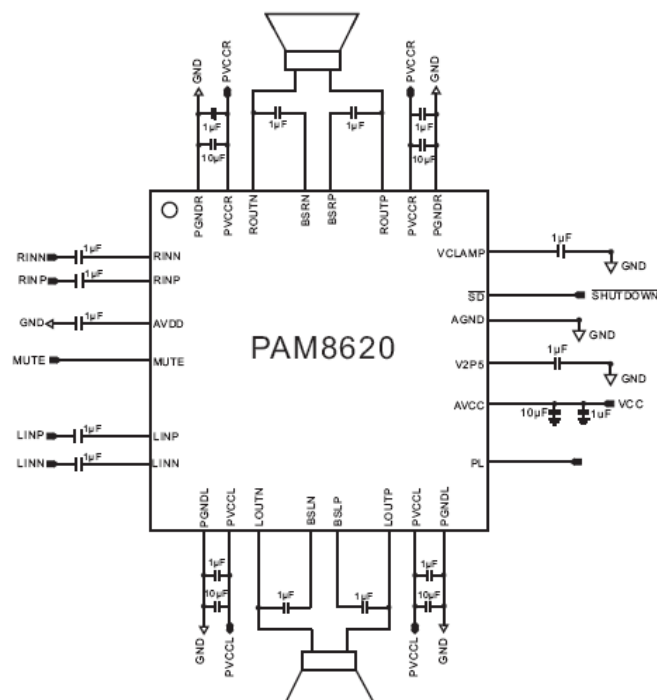 GND
PVCCR
PVCCR
GND
1µF
1µF
1µF
1µF
10µF
10µF
PGNDR
PVCCR
ROUTN
BSRN
BSRP
ROUTP
PVCCR
PGNDR
RINN 1µF RINN
RINP 1µF RINP
GND 1µF AVDD
MUTE MUTE
LINP 1µF LINP
LINN 1µF LINN
PAM8620
VCLAMP 1µF GND
SD SHUTDOWN
AGND GND
V2P5 1µF GND
AVCC 10µF 1uF VCC
PL
PGNDL
PVCCL
LOUTN
BSLN
BSLP
LOUTP
PVCCL
PGNDL
1µF
1µF
10µF
1µF
1µF
10µF
GND
PVCCL
PVCCL
GND